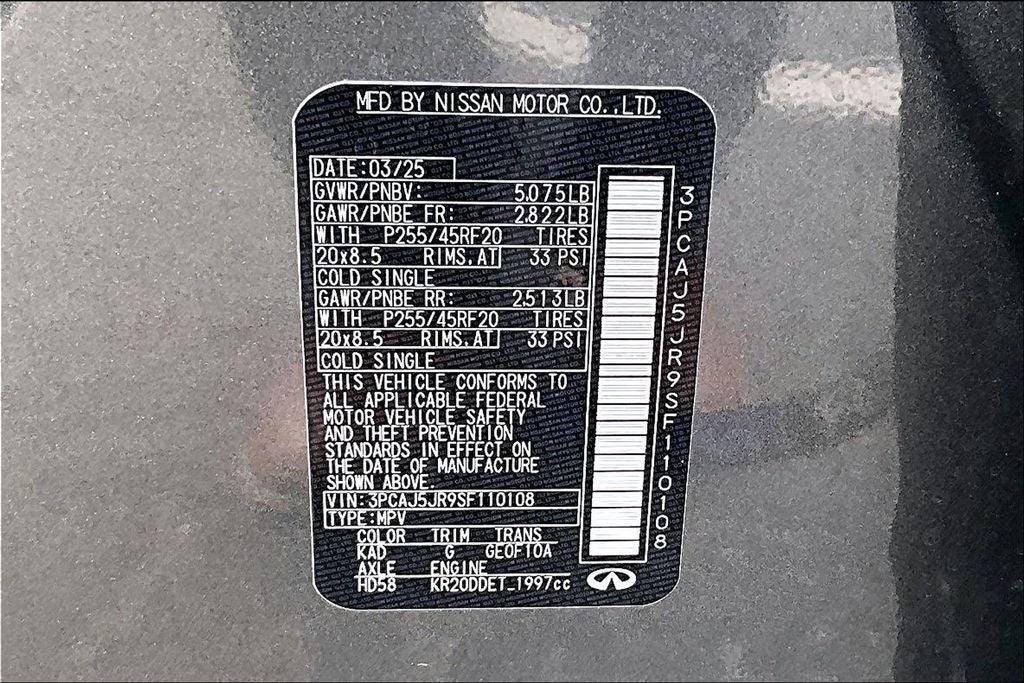 MFD BY NISSAN MOTOR CO.,LTD.
DATE:03/25
GVWR/PNBV: 5,075LB
GAWR/PNBE FR: 2,822LB
WITH P255/45RF20 TIRES
20x8.5 RIMS,AT 33 PSI
COLD SINGLE
GAWR/PNBE RR: 2,513LB
WITH P255/45RF20 TIRES
20x8.5 RIMS,AT 33 PSI
COLD SINGLE
THIS VEHICLE CONFORMS TO
ALL APPLICABLE FEDERAL
MOTOR VEHICLE SAFETY
AND THEFT PREVENTION
STANDARDS IN EFFECT ON
THE DATE OF MANUFACTURE
SHOWN ABOVE.
VIN:3PCAJ5JR9SF110108
TYPE:MPV
COLOR TRIM TRANS
KAD G GE0F10A
AXLE ENGINE
HD58 KR20DDET_1997cc
3PCAJ5JR9SF110108